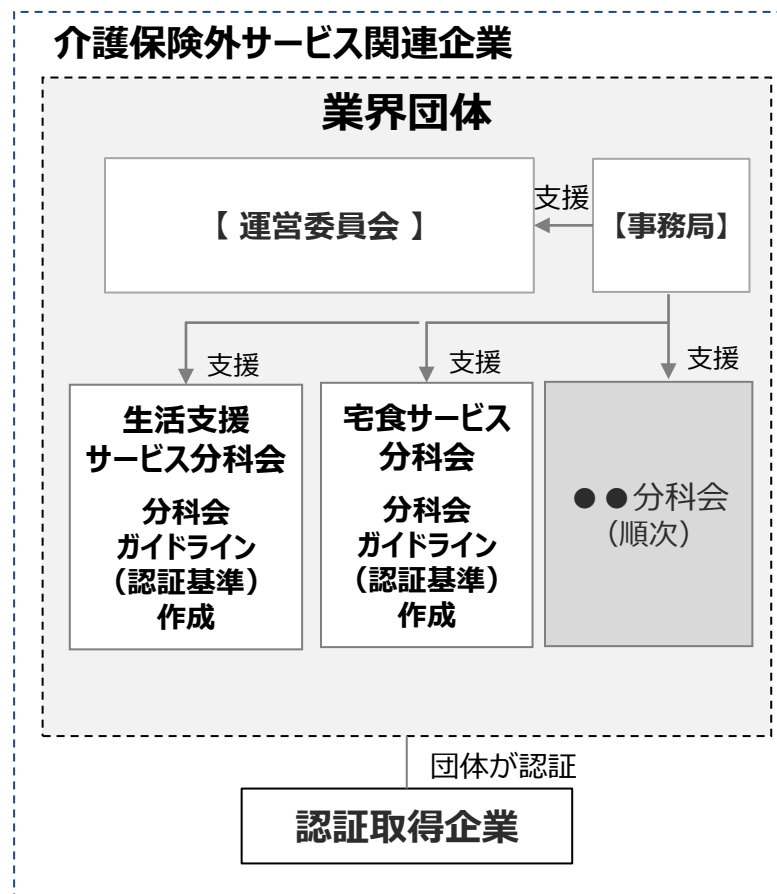 介護保険外サービス関連企業
業界団体
【 運営委員会 】
支援
【事務局】
支援
支援
支援
生活支援
サービス分科会
分科会
ガイドライン
（認証基準）
作成
宅食サービス
分科会
分科会
ガイドライン
（認証基準）
作成
●●分科会
（順次）
団体が認証
認証取得企業